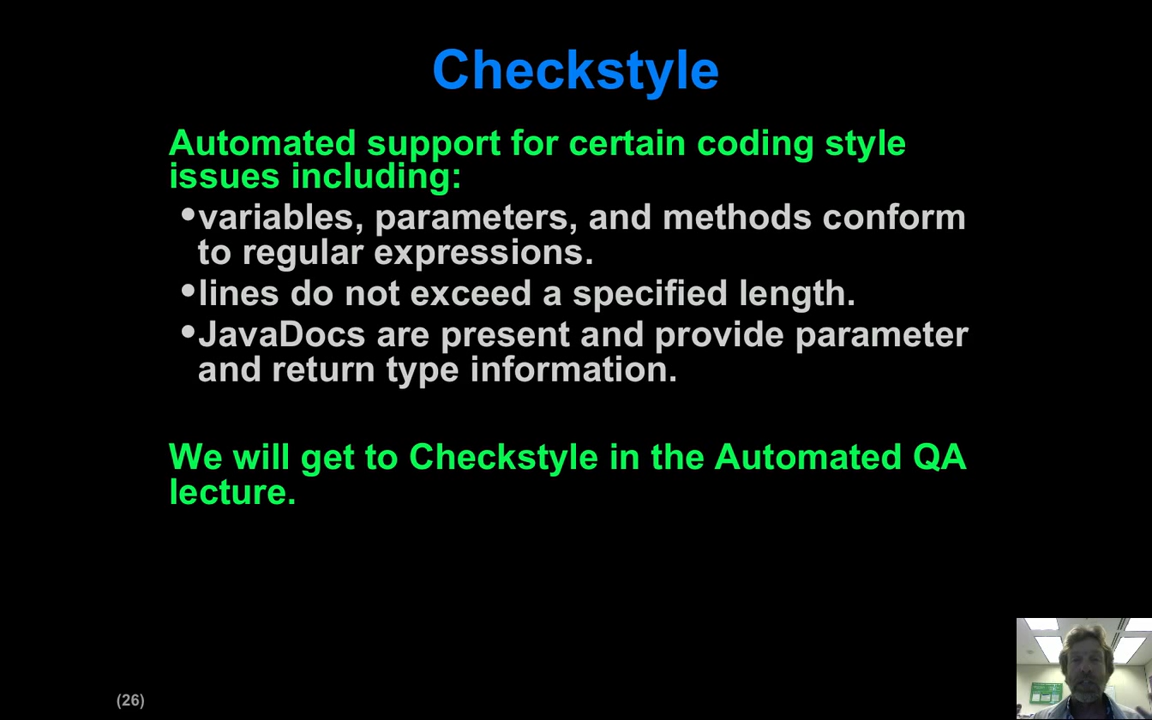 Checkstyle
Automated support for certain coding style
issues including:
•variables, parameters, and methods conform
to regular expressions.
•lines do not exceed a specified length.
•JavaDocs are present and provide parameter
and return type information.
We will get to Checkstyle in the Automated QA
lecture.
(26)